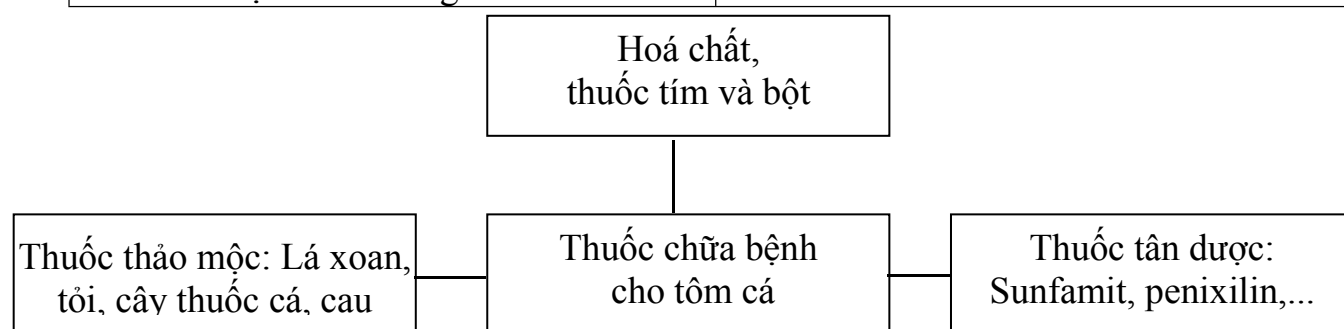 Hoá chất,
thuốc tím và bột
Thuốc thảo mộc: Lá xoan,
tỏi, cây thuốc cá, cau
Thuốc chữa bệnh
cho tôm cá
Thuốc tân dược:
Sunfamit, penixilin,...